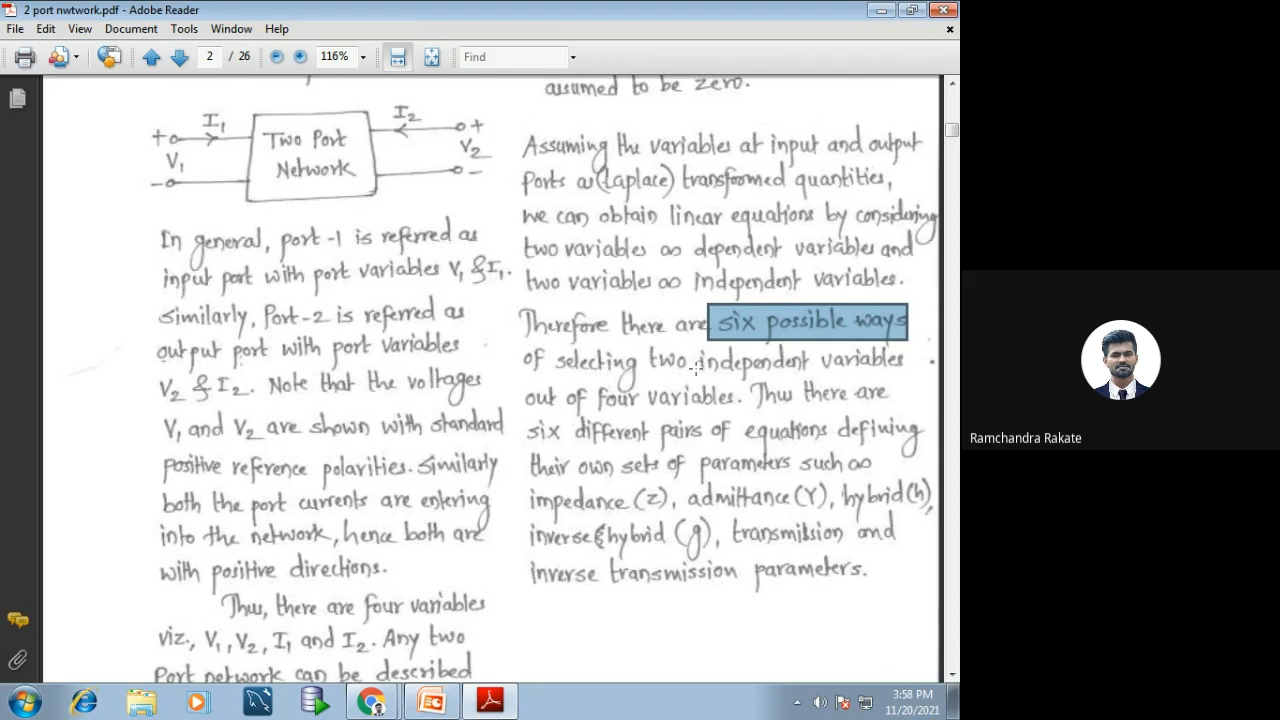 2 port nwtwork.pdf - Adobe Reader
File Edit View Document Tools Window Help
2 / 26 116% Find
I1
I2
+
+
V1
Two Port
Network
V2
-
-
In general, port-1 is referred as
input port with port variables V1 & I1.
similarly, Port-2 is referred as
output port with port variables
V2 & I2. Note that the voltages
V1 and V2 are shown with standard
positive reference polarities. Similarly
both the port currents are entering
into the network, hence both are
with positive directions.
Thus, there are four variables
viz., V1, V2, I1 and I2. Any two
Port network can be described
assumed to be zero.
Assuming the variables at input and output
ports as (Laplace) transformed quantities,
we can obtain linear equations by considering
two variables as dependent variables and
two variables as independent variables.
Therefore there are six possible ways
of selecting two independent variables
out of four variables. Thus there are
six different pairs of equations defining
their own sets of parameters such as
impedance (z), admittance (Y), hybrid (h),
inverse hybrid (g), transmission and
inverse transmission parameters.
Ramchandra Rakate
3:58 PM
11/20/2021